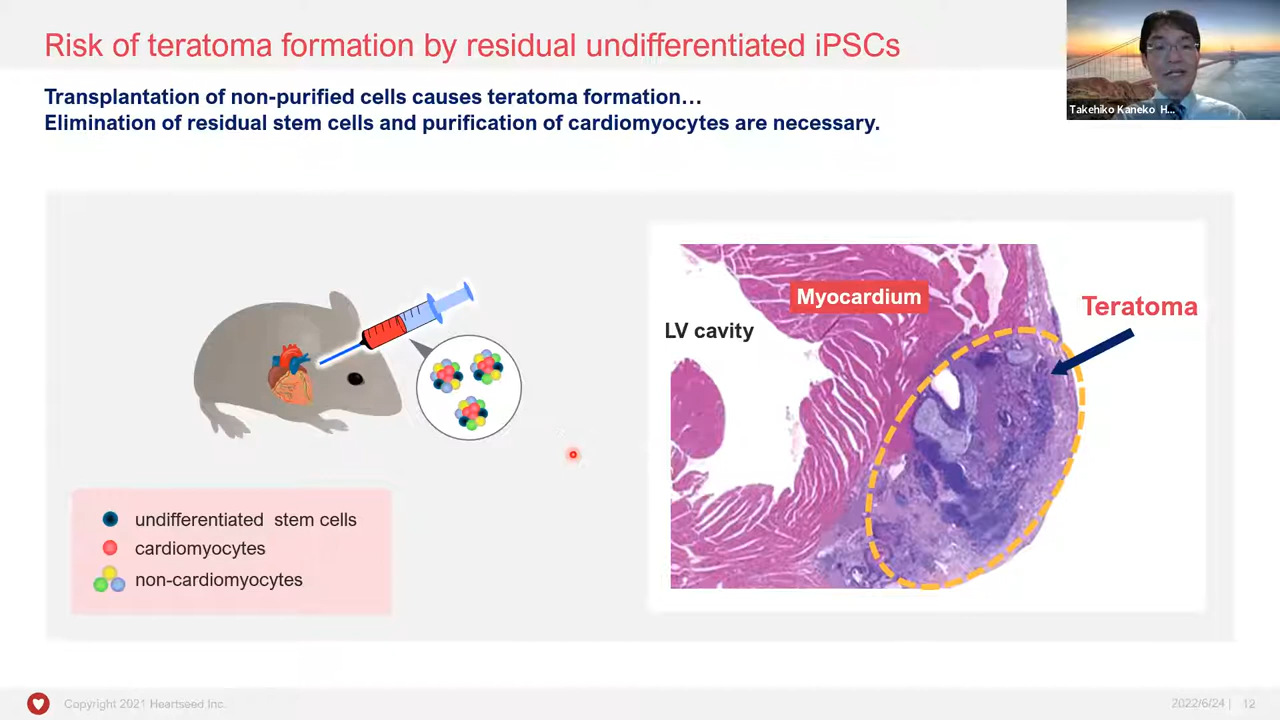 Risk of teratoma formation by residual undifferentiated iPSCs
Transplantation of non-purified cells causes teratoma formation…
Elimination of residual stem cells and purification of cardiomyocytes are necessary.
Takehiko Kaneko H...
Myocardium
LV cavity
Teratoma
undifferentiated stem cells
cardiomyocytes
non-cardiomyocytes
Copyright 2021 Heartseed Inc.
2022/6/24 | 12